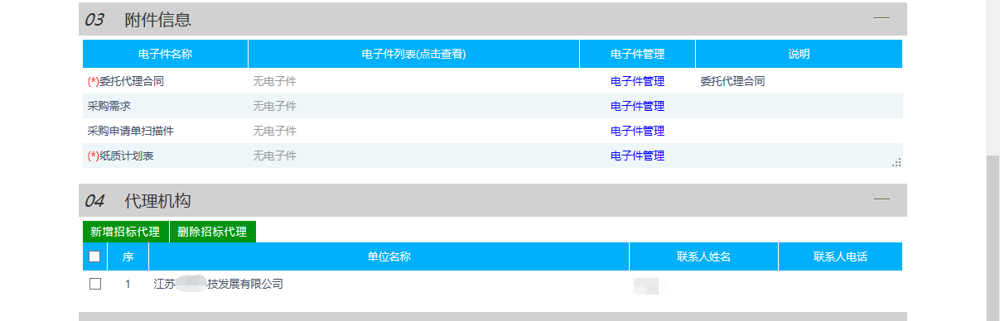 03 附件信息
电子件名称 电子件列表(点击查看) 电子件管理 说明
(*)委托代理合同 无电子件 电子件管理 委托代理合同
采购需求 无电子件 电子件管理
采购申请单扫描件 无电子件 电子件管理
(*)纸质计划表 无电子件 电子件管理
04 代理机构
新增招标代理 删除招标代理
序 单位名称 联系人姓名 联系人电话
1 江苏 技发展有限公司